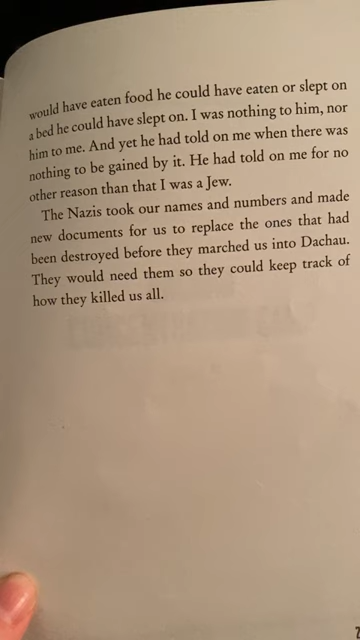 would have eaten food he could have eaten or slept on
a bed he could have slept on. I was nothing to him, nor
him to me. And yet he had told on me when there was
nothing to be gained by it. He had told on me for no
other reason than that I was a Jew.
The Nazis took our names and numbers and made
new documents for us to replace the ones that had
been destroyed before they marched us into Dachau.
They would need them so they could keep track of
how they killed us all.